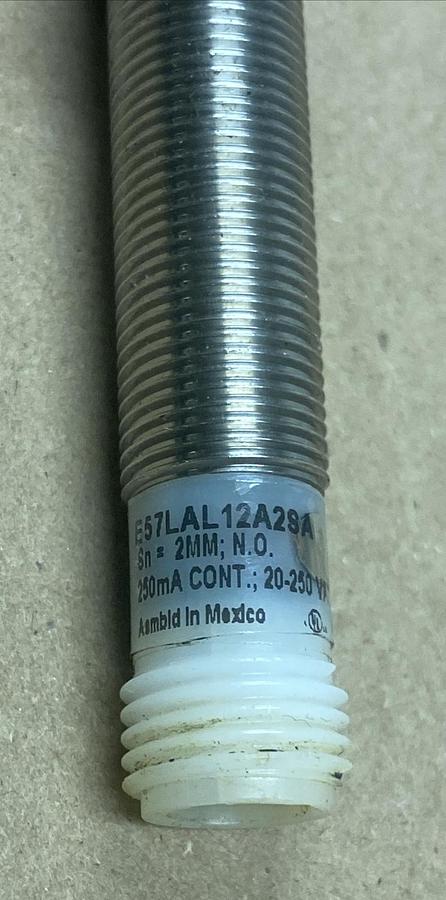 E57LAL12A2SA
Sn = 2MM; N.O.
250mA CONT.; 20-250 V
Asmbld in Mexico